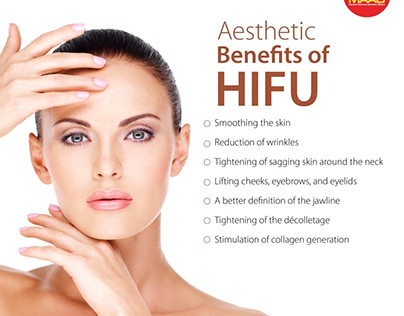 MAAC
Aesthetic
Benefits of
HIFU
Smoothing the skin
Reduction of wrinkles
Tightening of sagging skin around the neck
Lifting cheeks, eyebrows, and eyelids
A better definition of the jawline
Tightening of the décolletage
Stimulation of collagen generation